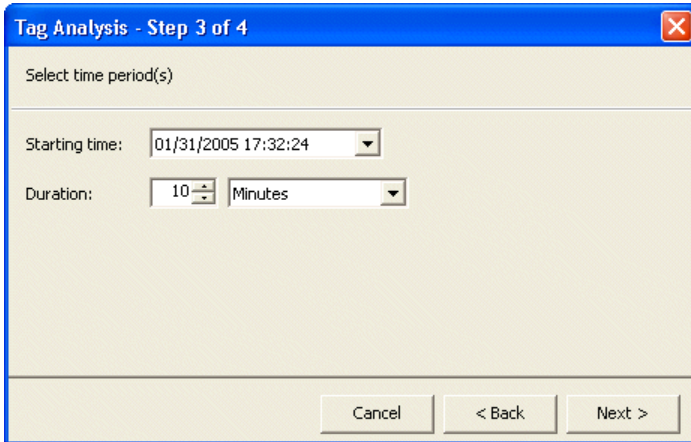 Tag Analysis - Step 3 of 4
Select time period(s)
Starting time: 01/31/2005 17:32:24
Duration: 10 Minutes
Cancel < Back Next >